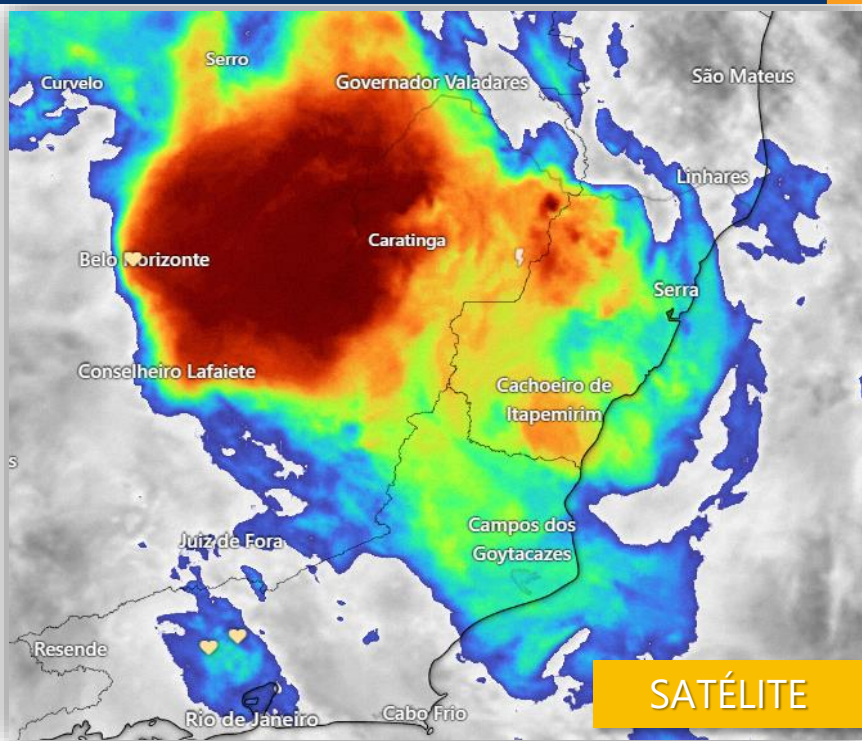 Serro
Curvelo
Governador Valadares
São Mateus
Linhares
Caratinga
Belo Horizonte
Serra
Conselheiro Lafaiete
Cachoeiro de
Itapemirim
Campos dos
Goytacazes
Juiz de Fora
s
Resende
SATÉLITE
Rio de Janeiro
Cabo Frio